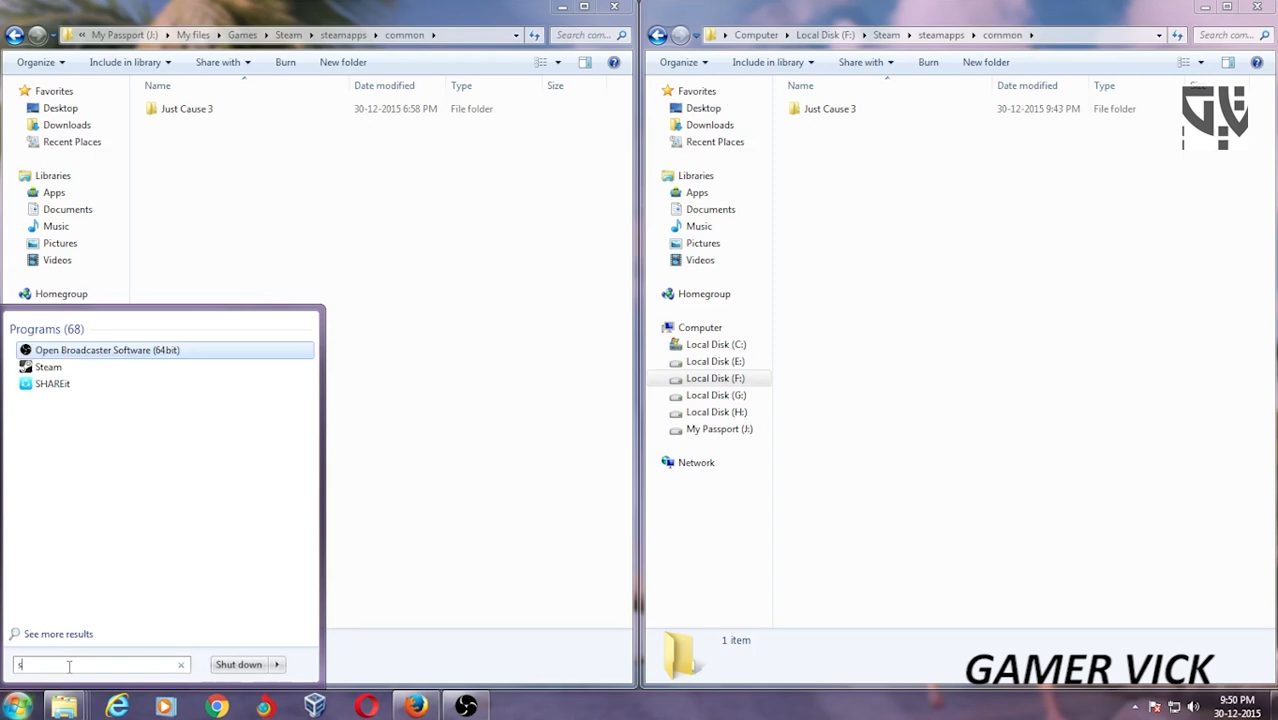 « My Passport (J:) ▸ My files ▸ Games ▸ Steam ▸ steamapps ▸ common ▸
Search com...
Organize Include in library Share with Burn New folder
Name Date modified Type Size
Favorites
Desktop
Downloads
Recent Places
Just Cause 3 30-12-2015 6:58 PM File folder
Libraries
Apps
Documents
Music
Pictures
Videos
Homegroup
Programs (68)
Open Broadcaster Software (64bit)
Steam
SHAREit
See more results
s
Shut down
Computer ▸ Local Disk (F:) ▸ Steam ▸ steamapps ▸ common ▸
Search com...
Organize Include in library Share with Burn New folder
Name Date modified Type Size
Favorites
Desktop
Downloads
Recent Places
Just Cause 3 30-12-2015 9:43 PM File folder
Libraries
Apps
Documents
Music
Pictures
Videos
Homegroup
Computer
Local Disk (C:)
Local Disk (E:)
Local Disk (F:)
Local Disk (G:)
Local Disk (H:)
My Passport (J:)
Network
1 item
GAMER VICK
9:50 PM
30-12-2015